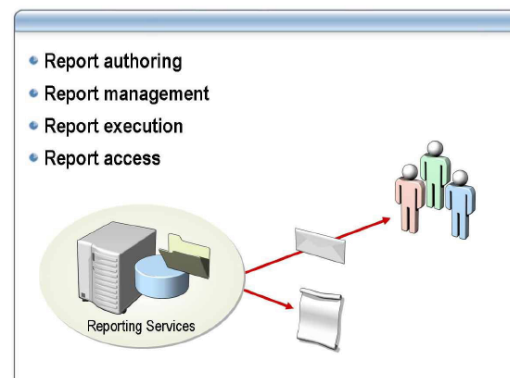 Report authoring
Report management
Report execution
Report access
Reporting Services